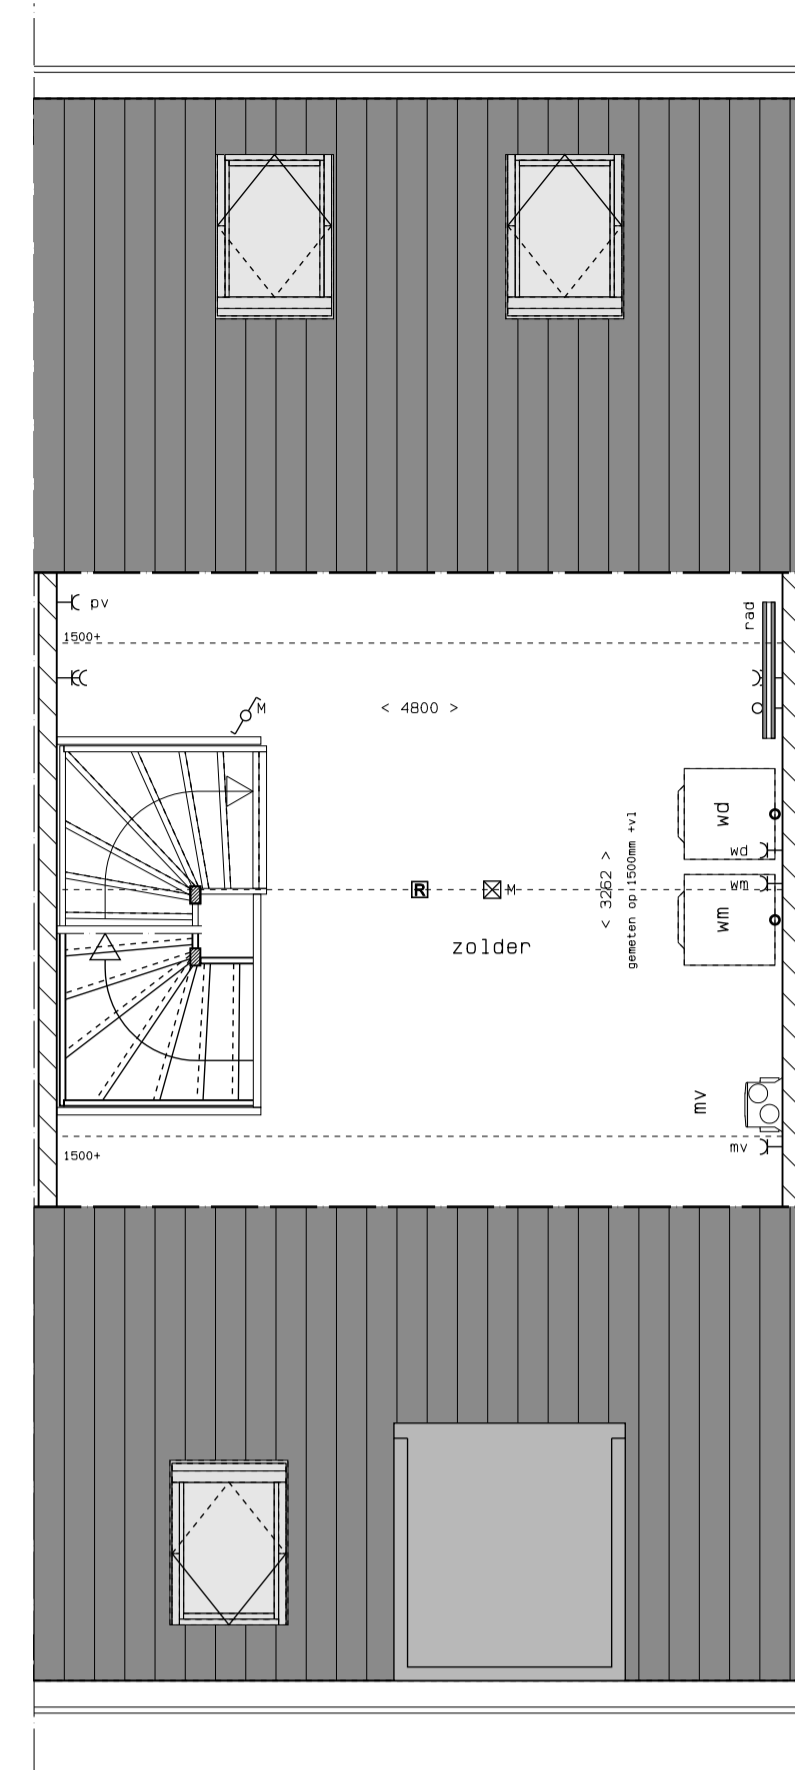 pv
rad
1500+
M
< 4800 >
wd
wd
wm
wm
R
M
< 3262 >
gemeten op 1500mm +vl
zolder
mv
mv
1500+